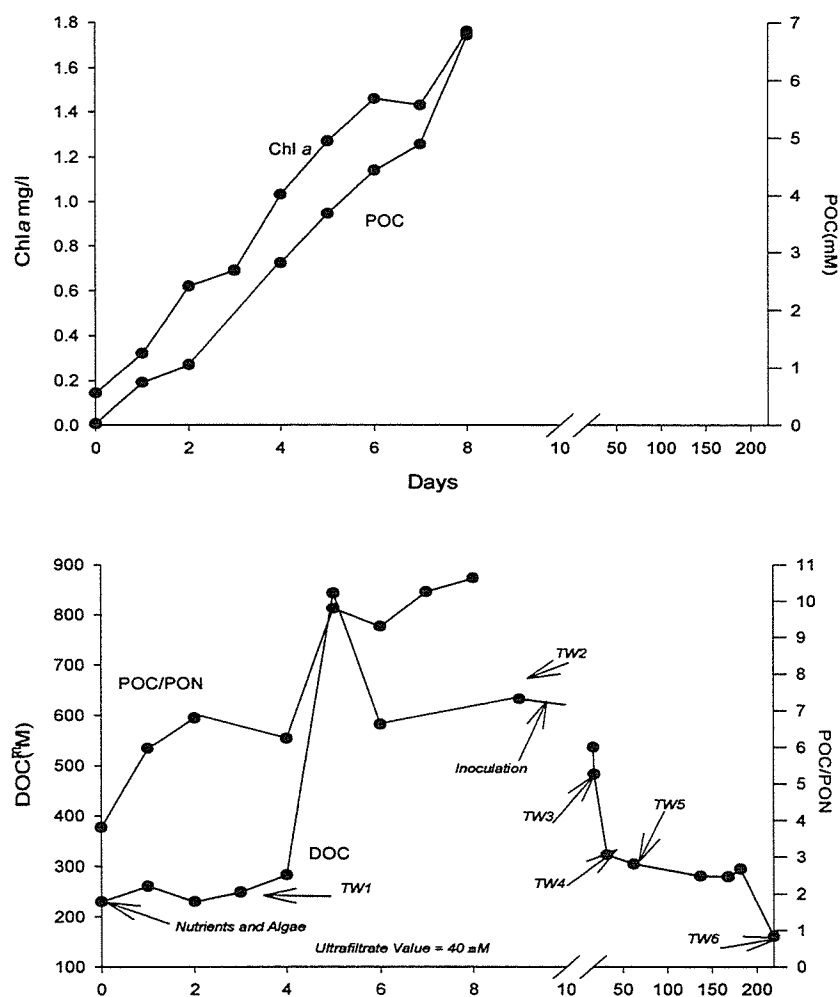 1.8
1.6
1.4
1.2
1.0
0.8
0.6
0.4
0.2
0.0
Chl a mg/l
7
6
5
4
3
2
1
0
POC(mM)
Chl a
POC
0 2 4 6 8 10 50 100 150 200
Days
900
800
700
600
500
400
300
200
100
11
10
9
8
7
6
5
4
3
2
1
0
POC/PON
POC/PON
TW2
Inoculation
TW3
TW5
TW4
DOC
TW1
Nutrients and Algae
TW6
Ultrafiltrate Value = 40
0 2 4 6 8 10 50 100 150 200